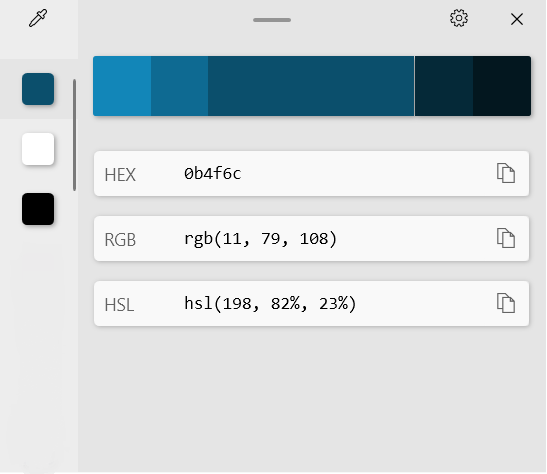 HEX 0b4f6c
RGB rgb(11, 79, 108)
HSL hsl(198, 82%, 23%)